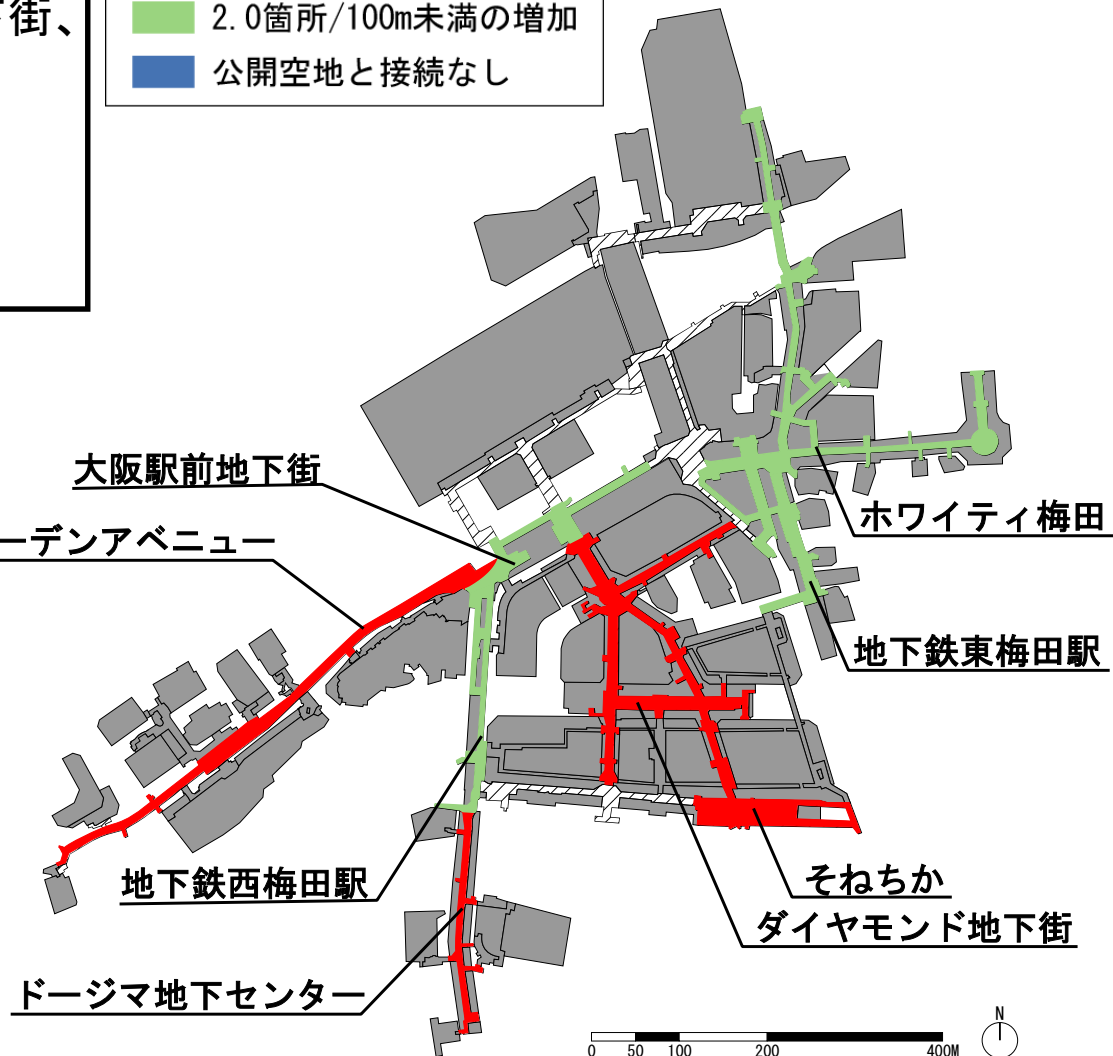 下街、
2.0箇所/100m未満の増加
公開空地と接続なし
大阪駅前地下街
ーデンアベニュー
ホワイティ梅田
地下鉄東梅田駅
地下鉄西梅田駅
そねちか
ダイヤモンド地下街
ドージマ地下センター
N
0 50 100 200 400M